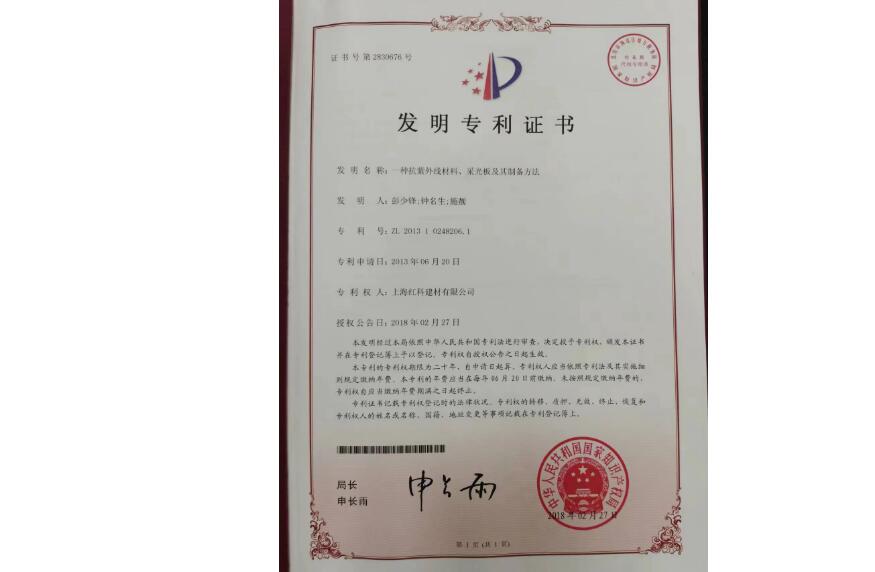 证书号第2830676号
发明专利证书
发 明 名 称：一种抗紫外线材料、采光板及其制备方法
发 明 人：彭少锋;钟名生;施靓
专 利 号：ZL 2013 1 0248206.1
专利申请日：2013年06月20日
专 利 权 人：上海红科建材有限公司
授权公告日：2018年02月27日
本发明经过本局依照中华人民共和国专利法进行审查，决定授予专利权，颁发本证书
并在专利登记簿上予以登记。专利权自授权公告之日起生效。
本专利的专利权期限为二十年，自申请日起算。专利权人应当依照专利法及其实施细
则规定缴纳年费。本专利的年费应当在每年06月20日前缴纳。未按照规定缴纳年费的，
专利权自应当缴纳年费期满之日起终止。
专利证书记载专利权登记时的法律状况。专利权的转移、质押、无效、终止、恢复和
专利权人的姓名或名称、国籍、地址变更等事项记载在专利登记簿上。
局长
申长雨
申长雨
中华人民共和国国家知识产权局
2018年02月27日
第1页（共1页）